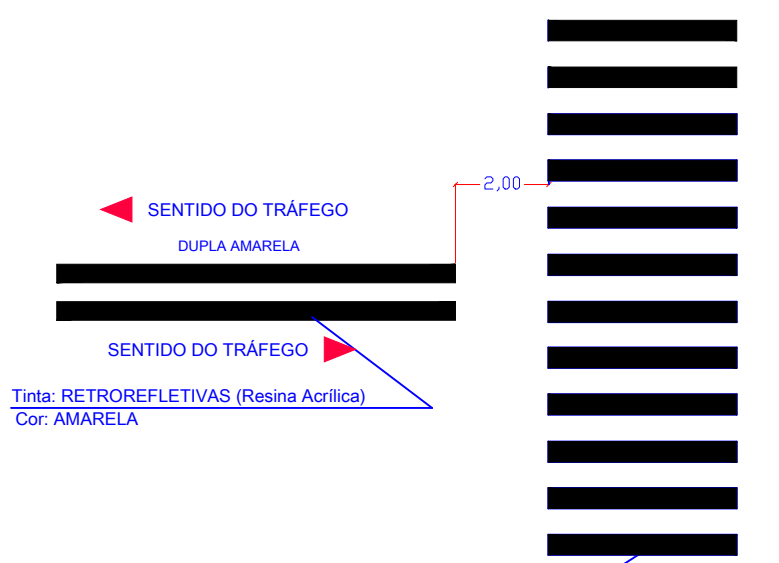 2,00
SENTIDO DO TRÁFEGO
DUPLA AMARELA
SENTIDO DO TRÁFEGO
Tinta: RETROREFLETIVAS (Resina Acrílica)
Cor: AMARELA